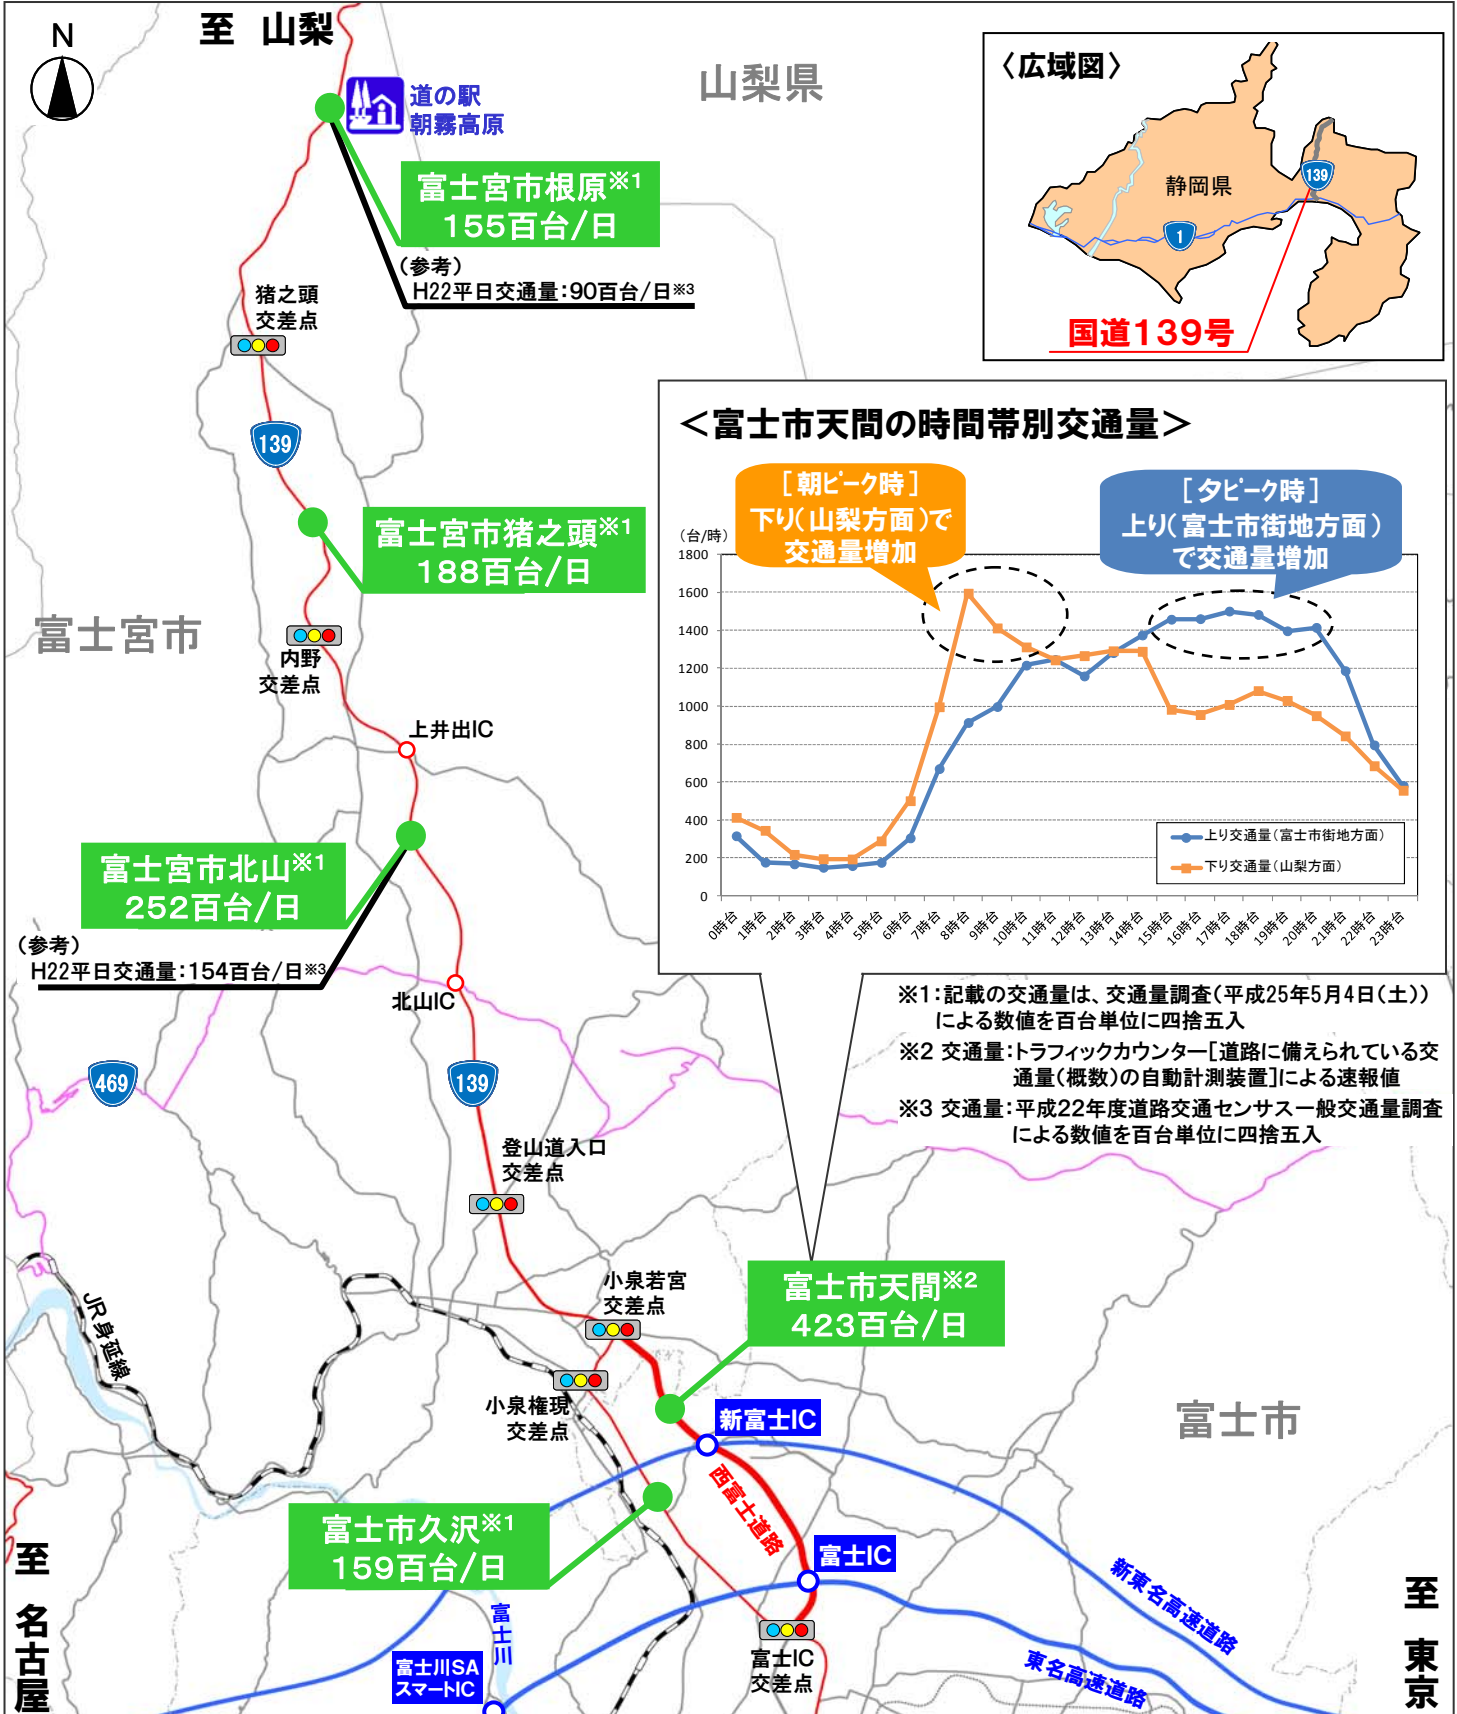 至 山梨
N
道の駅
朝霧高原
山梨県
富士宮市根原※1
155百台/日
(参考)
H22平日交通量:90百台/日※3
猪之頭
交差点
139
富士宮市猪之頭※1
188百台/日
富士宮市
内野
交差点
上井出IC
富士宮市北山※1
252百台/日
(参考)
H22平日交通量:154百台/日※3
北山IC
469
139
登山道入口
交差点
小泉若宮
交差点
小泉権現
交差点
JR身延線
富士市天間※2
423百台/日
新富士IC
西富士道路
富士市
富士市久沢※1
159百台/日
富士IC
富士IC
交差点
富士川
富士川SA
スマートIC
新東名高速道路
東名高速道路
至 名古屋
至 東京
〈広域図〉
静岡県
139
1
国道139号
＜富士市天間の時間帯別交通量＞
[朝ピーク時]
下り(山梨方面)で
交通量増加
[夕ピーク時]
上り(富士市街地方面)
で交通量増加
(台/時)
1800
1600
1400
1200
1000
800
600
400
200
0
0時台
1時台
2時台
3時台
4時台
5時台
6時台
7時台
8時台
9時台
10時台
11時台
12時台
13時台
14時台
15時台
16時台
17時台
18時台
19時台
20時台
21時台
22時台
23時台
上り交通量(富士市街地方面)
下り交通量(山梨方面)
※1:記載の交通量は、交通量調査(平成25年5月4日(土))
による数値を百台単位に四捨五入
※2 交通量:トラフィックカウンター[道路に備えられている交
通量(概数)の自動計測装置]による速報値
※3 交通量:平成22年度道路交通センサス一般交通量調査
による数値を百台単位に四捨五入